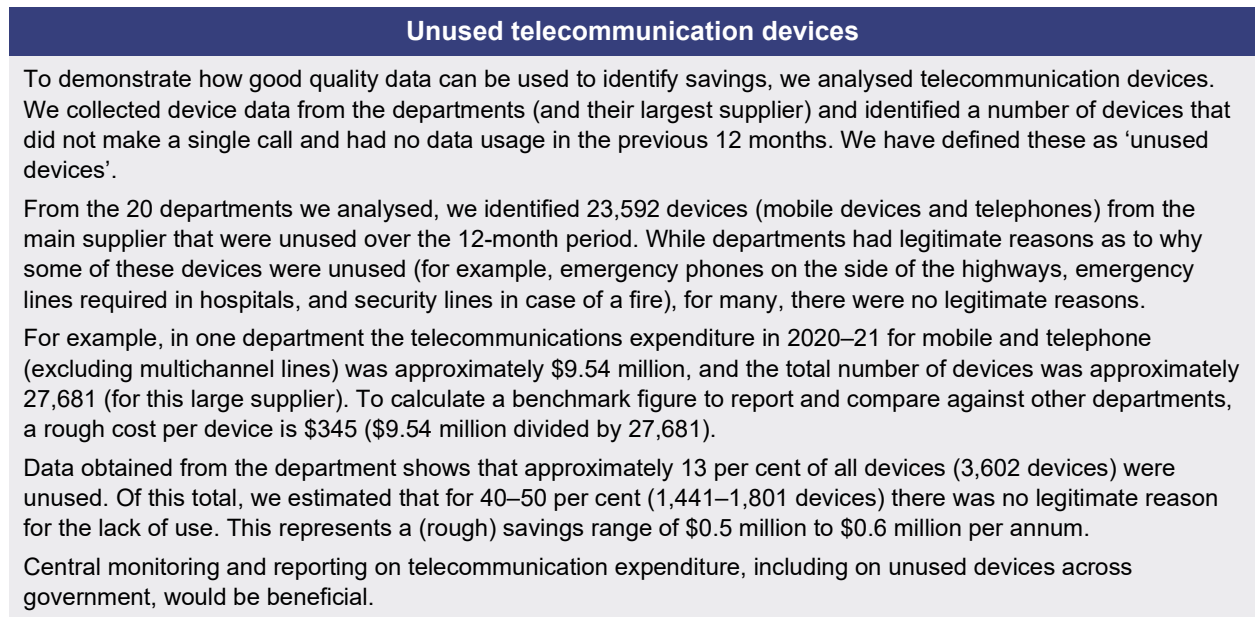 Unused telecommunication devices
To demonstrate how good quality data can be used to identify savings, we analysed telecommunication devices.
We collected device data from the departments (and their largest supplier) and identified a number of devices that
did not make a single call and had no data usage in the previous 12 months. We have defined these as ‘unused
devices’.
From the 20 departments we analysed, we identified 23,592 devices (mobile devices and telephones) from the
main supplier that were unused over the 12-month period. While departments had legitimate reasons as to why
some of these devices were unused (for example, emergency phones on the side of the highways, emergency
lines required in hospitals, and security lines in case of a fire), for many, there were no legitimate reasons.
For example, in one department the telecommunications expenditure in 2020–21 for mobile and telephone
(excluding multichannel lines) was approximately $9.54 million, and the total number of devices was approximately
27,681 (for this large supplier). To calculate a benchmark figure to report and compare against other departments,
a rough cost per device is $345 ($9.54 million divided by 27,681).
Data obtained from the department shows that approximately 13 per cent of all devices (3,602 devices) were
unused. Of this total, we estimated that for 40–50 per cent (1,441–1,801 devices) there was no legitimate reason
for the lack of use. This represents a (rough) savings range of $0.5 million to $0.6 million per annum.
Central monitoring and reporting on telecommunication expenditure, including on unused devices across
government, would be beneficial.